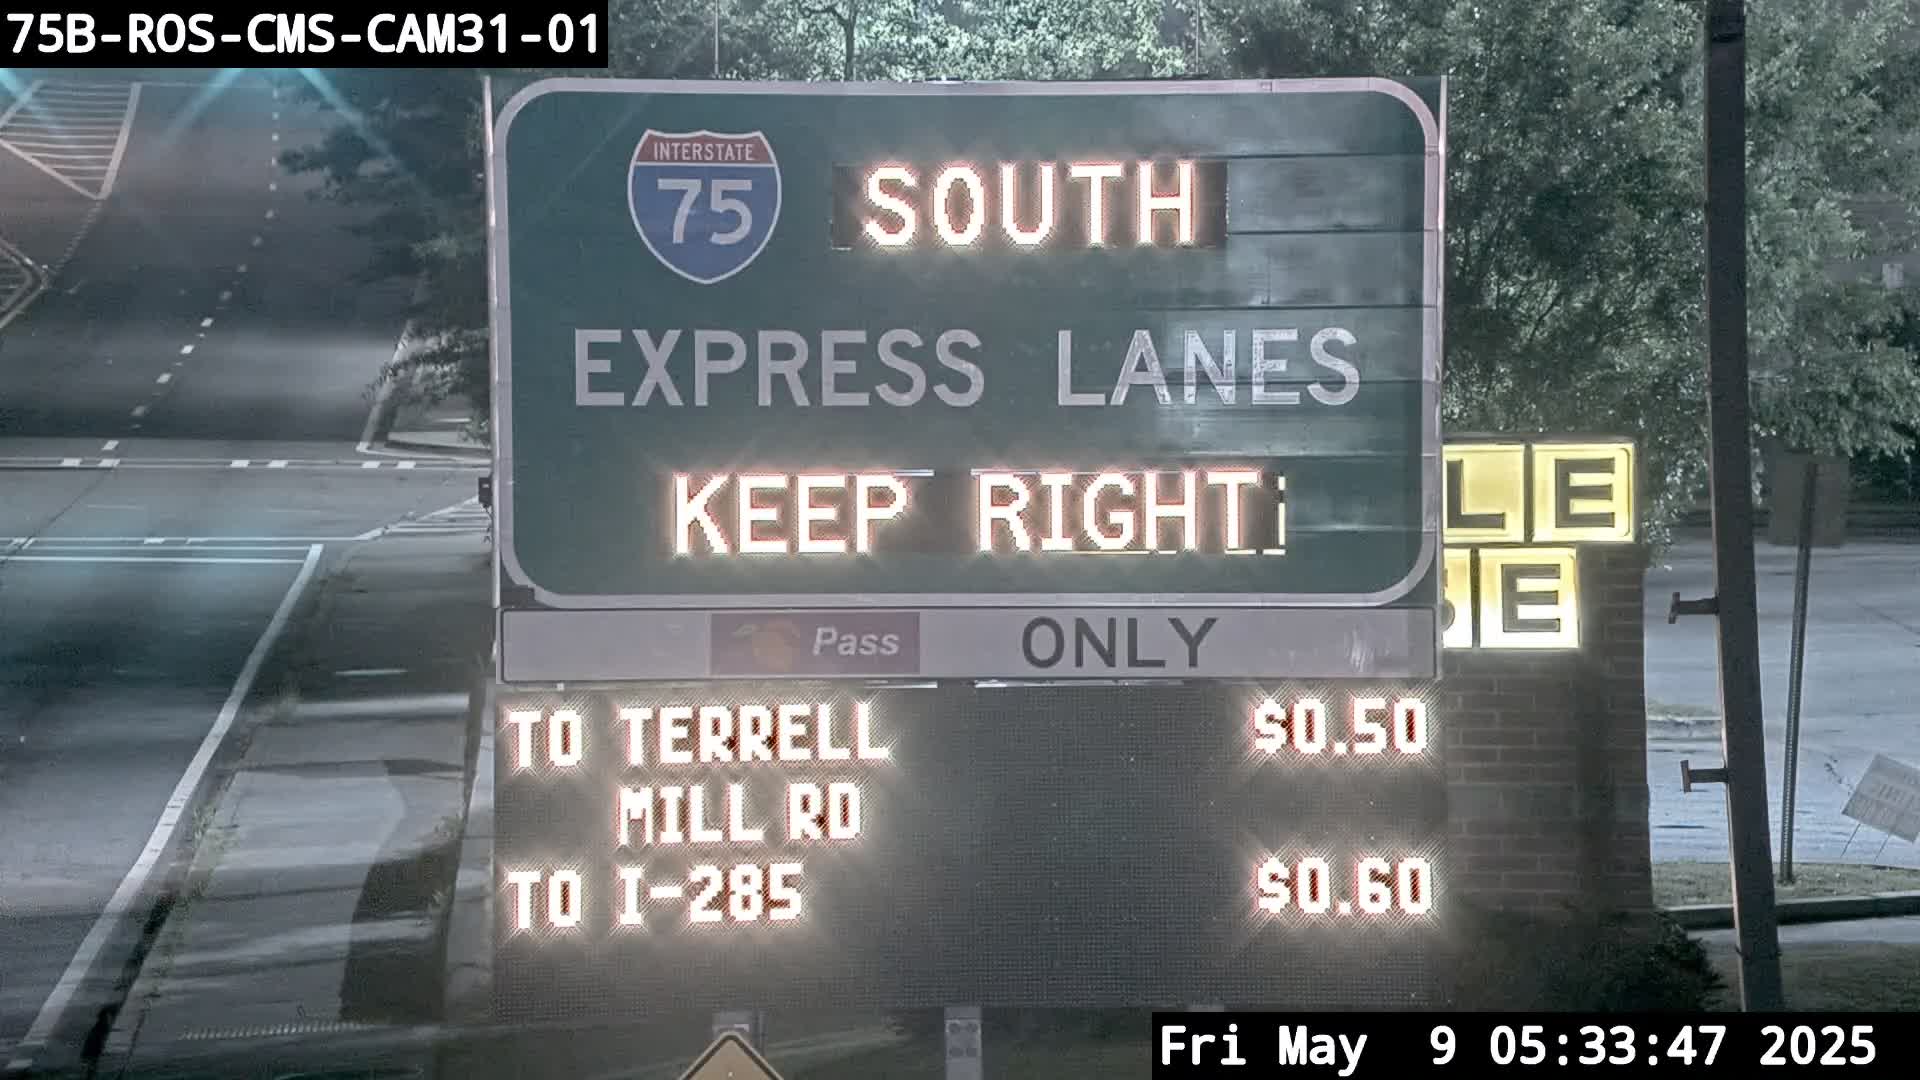 75B-ROS-CMS-CAM31-01
INTERSTATE
75
SOUTH
EXPRESS LANES
KEEP RIGHT
Pass ONLY
TO TERRELL $0.50
MILL RD
TO I-285 $0.60
LE
E
Fri May 9 05:33:47 2025